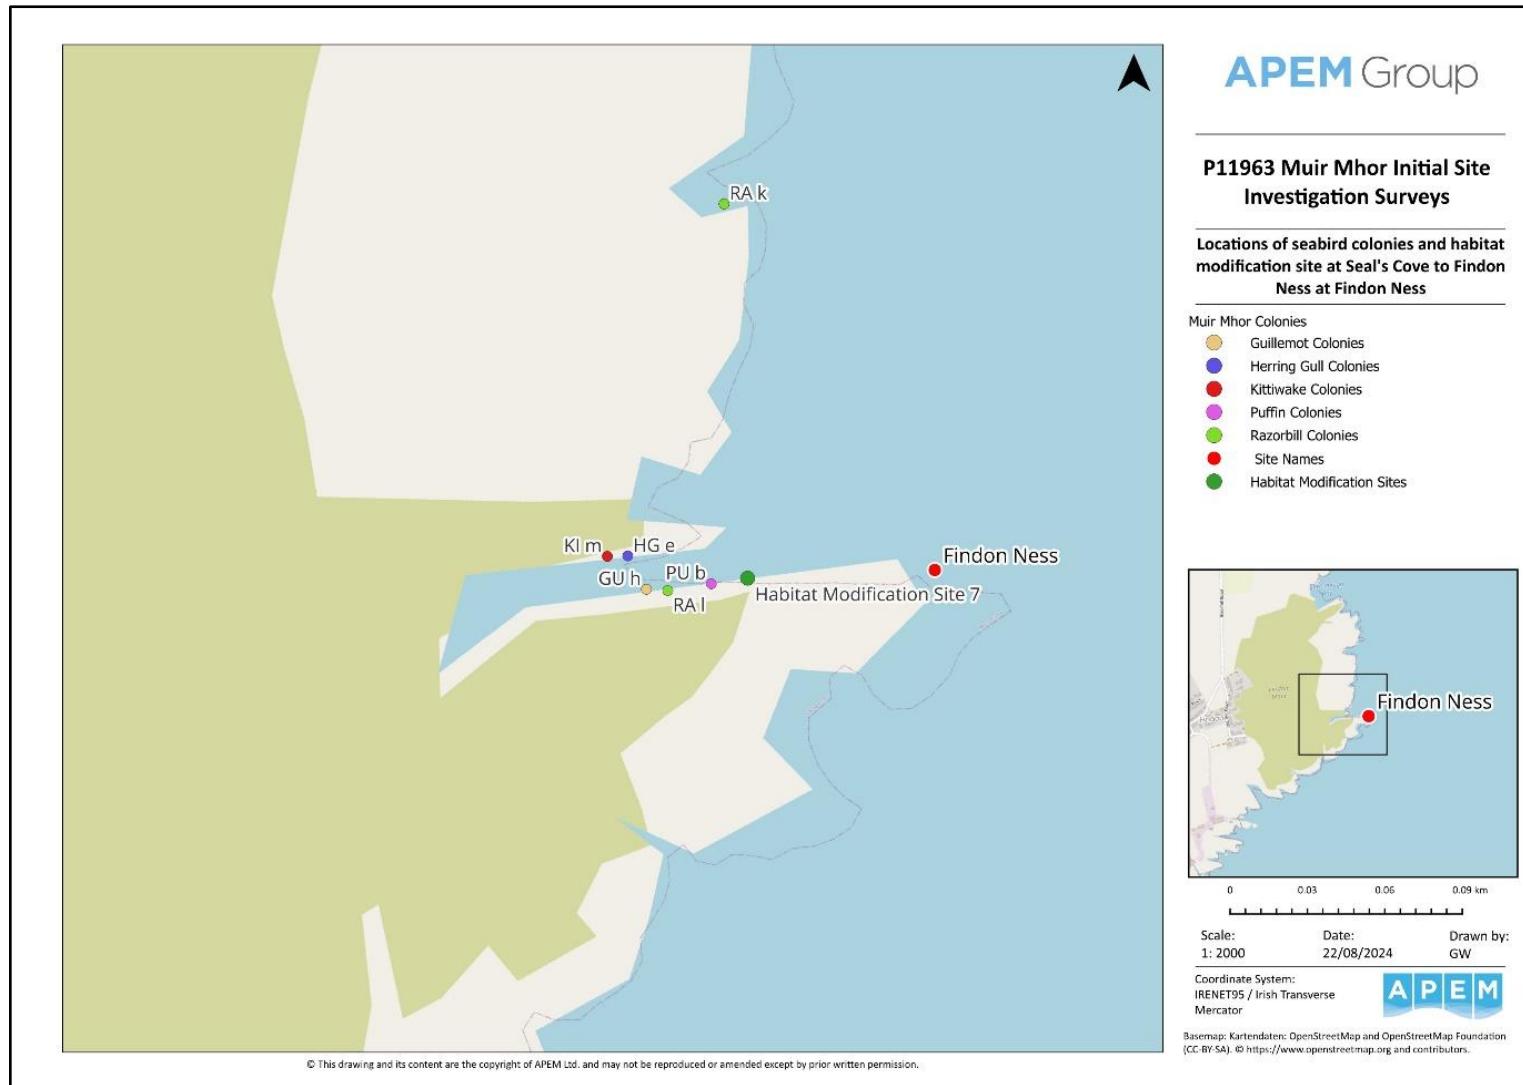 APEM Group
P11963 Muir Mhor Initial Site
Investigation Surveys
Locations of seabird colonies and habitat
modification site at Seal's Cove to Findon
Ness at Findon Ness
Muir Mhor Colonies
Guillemot Colonies
Herring Gull Colonies
Kittiwake Colonies
Puffin Colonies
Razorbill Colonies
Site Names
Habitat Modification Sites
RA k
KI m
HG e
GU h
PU b
RA l
Habitat Modification Site 7
Findon Ness
Findon Ness
0 0.03 0.06 0.09 km
Scale:
1: 2000
Date:
22/08/2024
Drawn by:
GW
Coordinate System:
IRENET95 / Irish Transverse
Mercator
APEM
Basemap: Kartendaten: OpenStreetMap and OpenStreetMap Foundation
(CC-BY-SA). © https://www.openstreetmap.org and contributors.
© This drawing and its content are the copyright of APEM Ltd. and may not be reproduced or amended except by prior written permission.